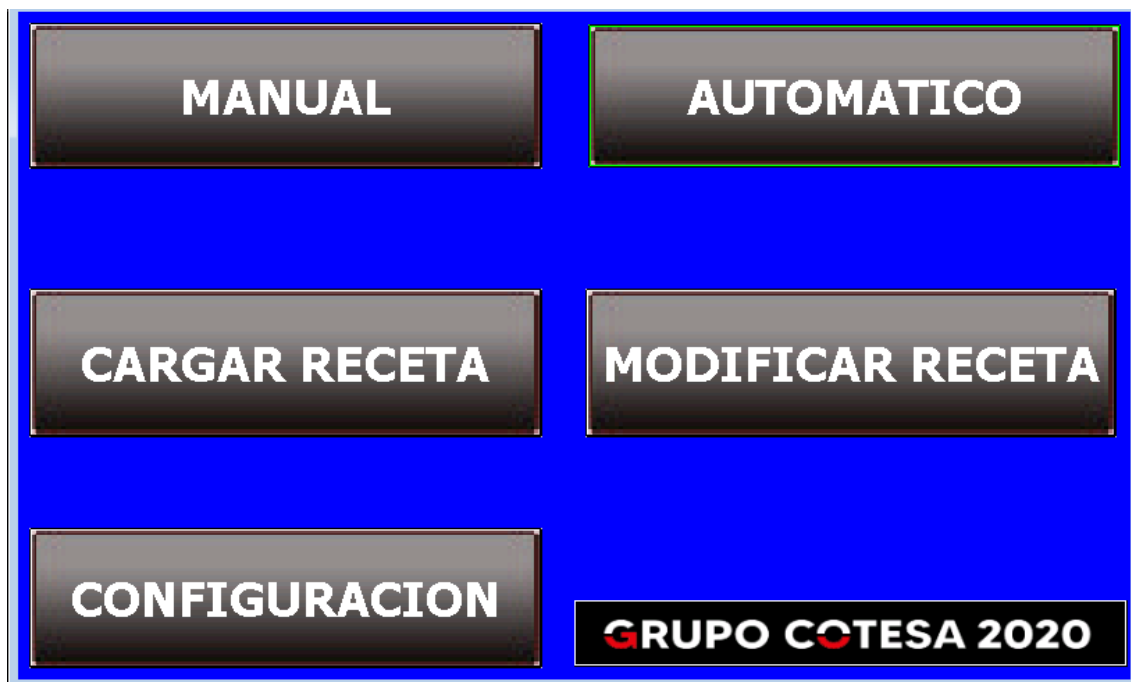 MANUAL
AUTOMATICO
CARGAR RECETA
MODIFICAR RECETA
CONFIGURACION
GRUPO COTESA 2020